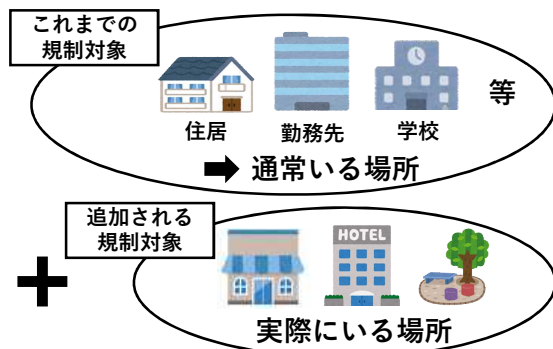 これまでの
規制対象
住居
勤務先
学校
等
➡ 通常いる場所
追加される
規制対象
+
HOTEL
実際にいる場所